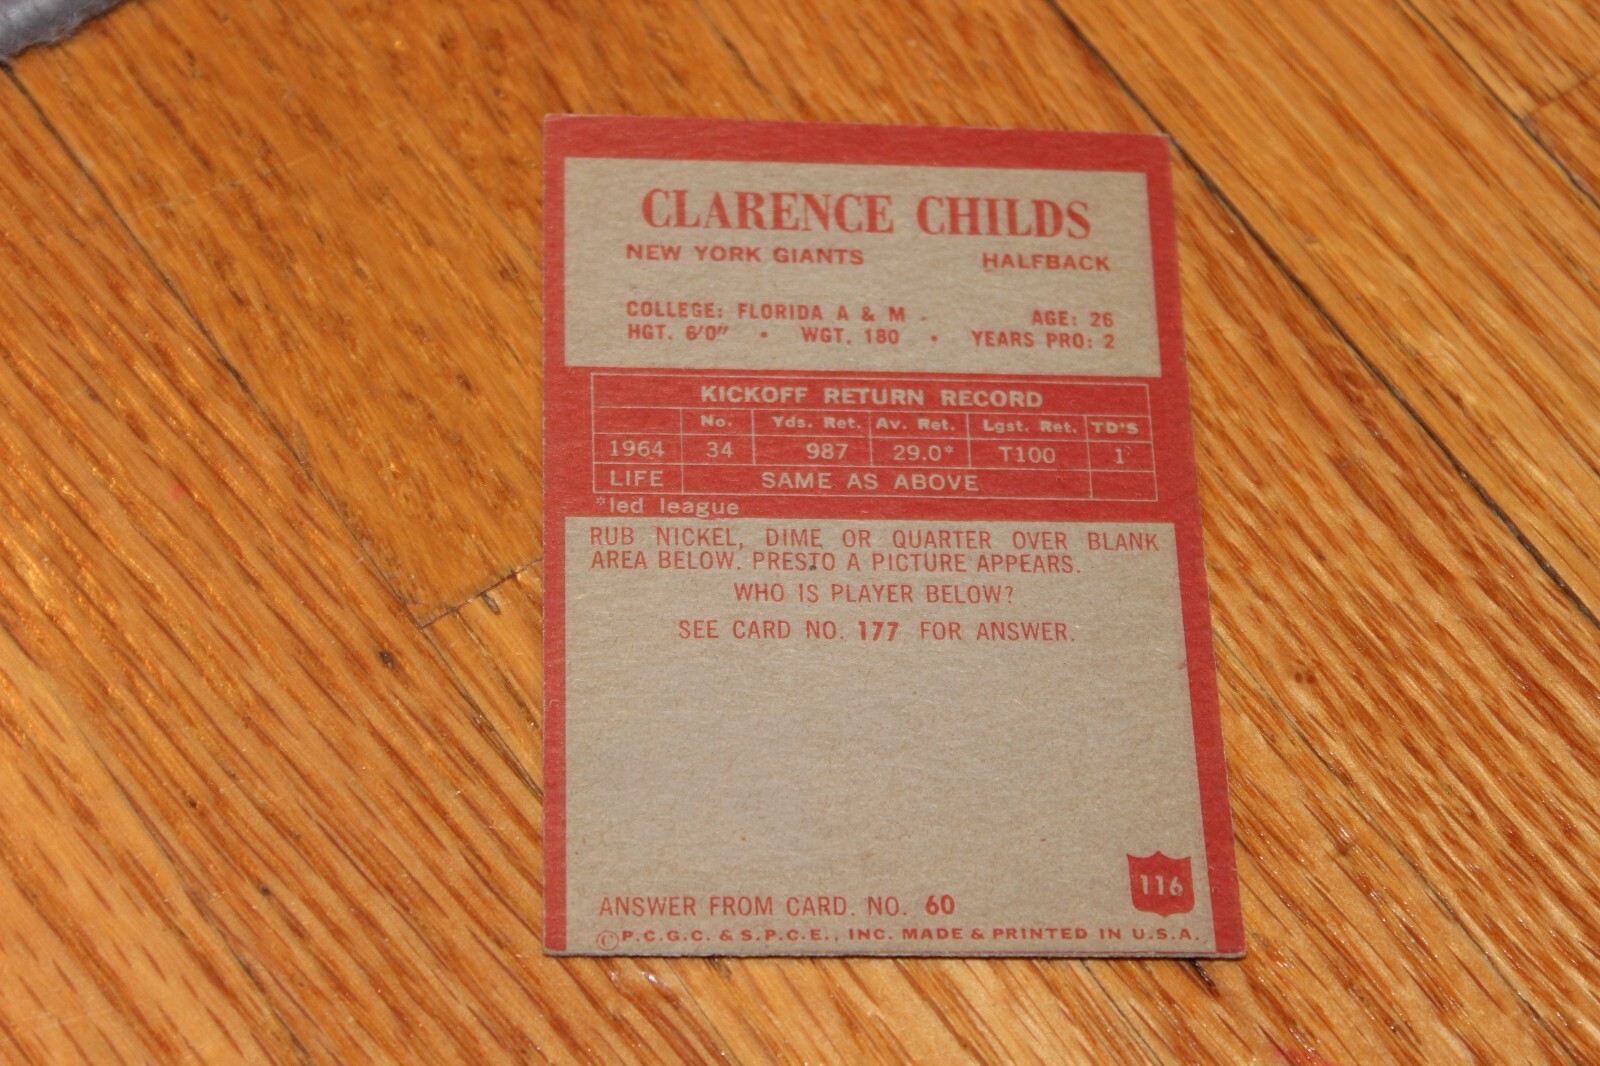 CLARENCE CHILDS
NEW YORK GIANTS HALFBACK
COLLEGE: FLORIDA A & M - AGE: 26
HGT. 6'0" • WGT. 180 • YEARS PRO: 2
KICKOFF RETURN RECORD
No. Yds. Ret. Av. Ret. Lgst. Ret. TD'S
1964 34 987 29.0* T100 1
LIFE SAME AS ABOVE
*led league
RUB NICKEL, DIME OR QUARTER OVER BLANK
AREA BELOW. PRESTO A PICTURE APPEARS.
WHO IS PLAYER BELOW?
SEE CARD NO. 177 FOR ANSWER.
116
ANSWER FROM CARD. NO. 60
©P.C.G.C. & S.P.C.E., INC. MADE & PRINTED IN U.S.A.